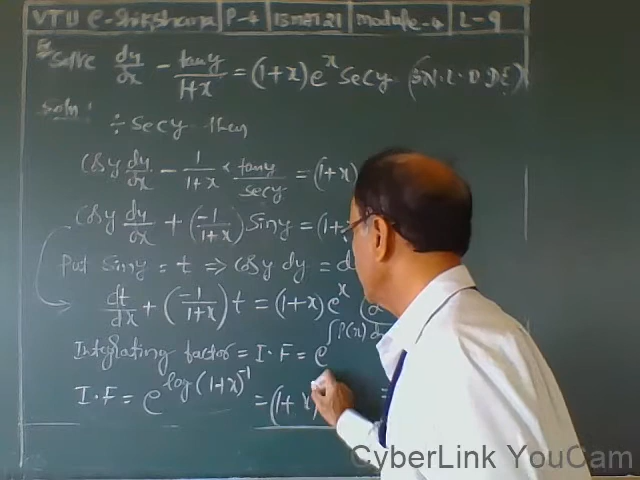 VTU e-Shikshana P-4 15MAT21 module-4 L-9
Solve dy/dx - tany/1+x = (1+x)e^x secy
Soln:
÷ secy then
Cosy dy/dx - 1/1+x × tany/secy = (1+x)
Cosy dy/dx + (-1/1+x) Siny = (1+
Put Siny = t ⇒ Cosy dy = d
dt/dx + (-1/1+x) t = (1+x) e^x
Integrating factor = I.F = e^∫P(x)d
I.F = e^log(1+x)^-1 = (1+x
CyberLink YouCam